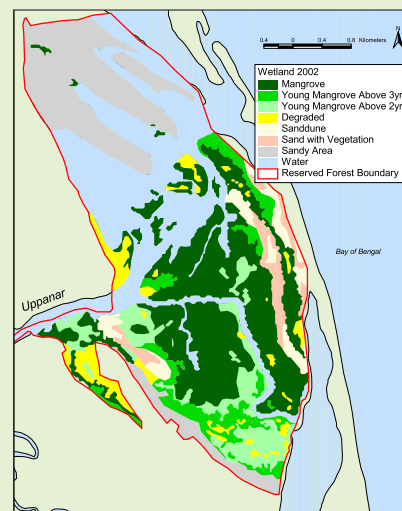 0.4 0 0.4 0.8 Kilometers
N
Wetland 2002
Mangrove
Young Mangrove Above 3yr
Young Mangrove Above 2yr
Degraded
Sanddune
Sand with Vegetation
Sandy Area
Water
Reserved Forest Boundary
Bay of Bengal
Uppanar